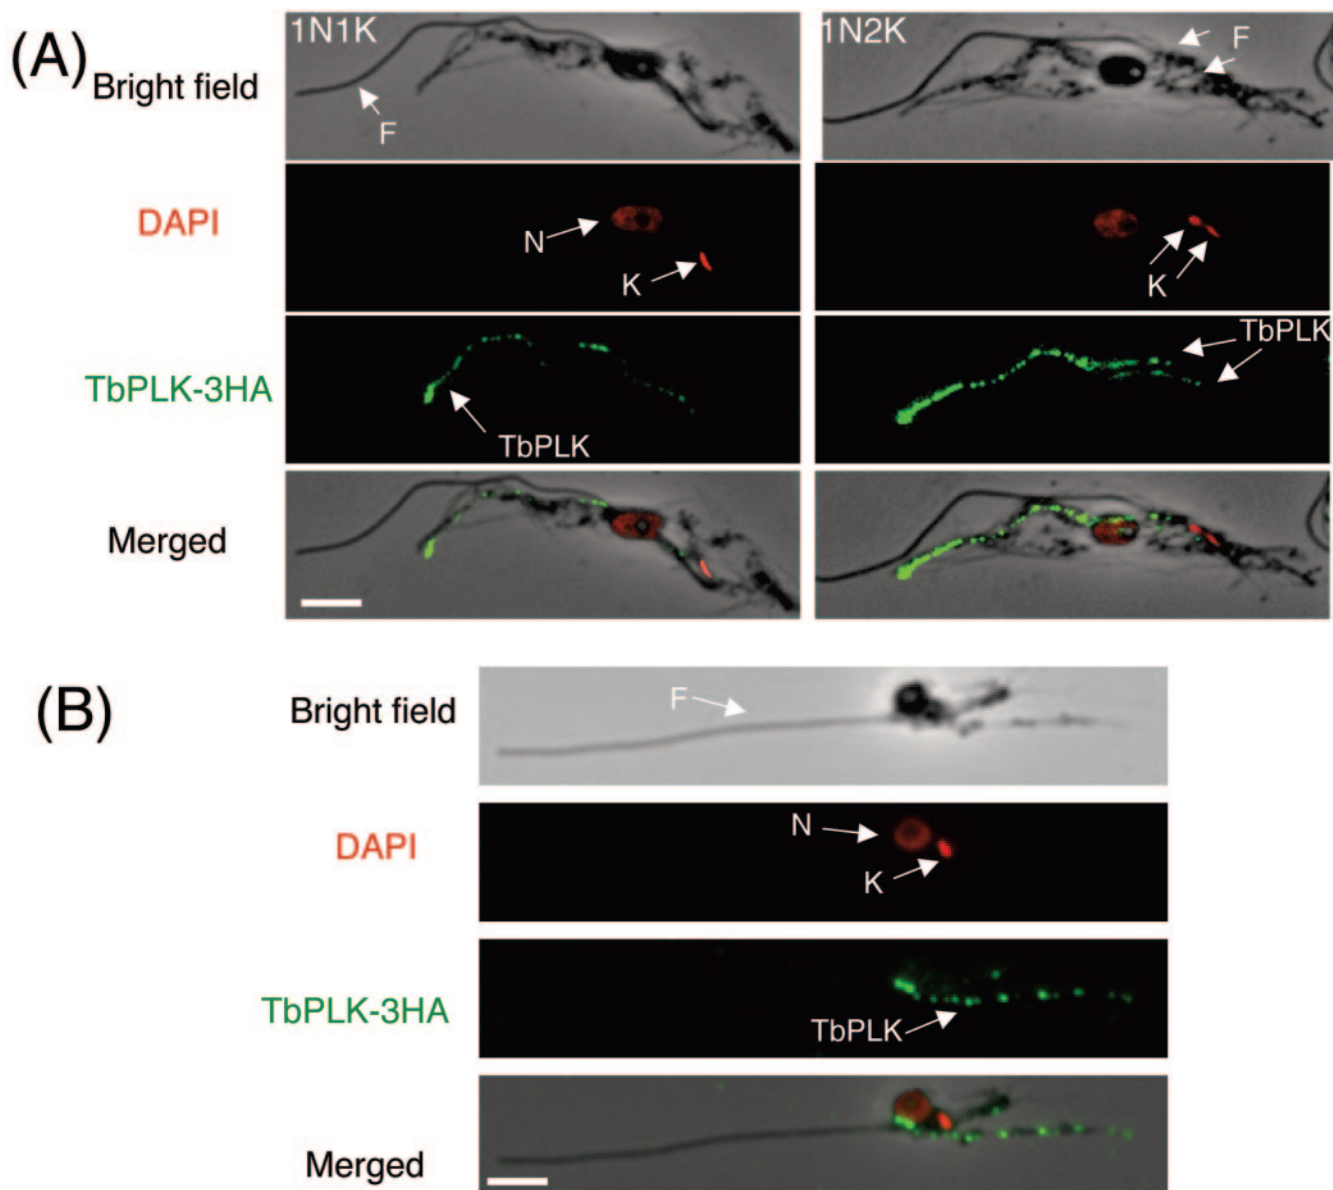 (A)
Bright field
1N1K
F
1N2K
F
DAPI
N
K
K
TbPLK-3HA
TbPLK
TbPLK
Merged
(B)
Bright field
F
DAPI
N
K
TbPLK-3HA
TbPLK
Merged